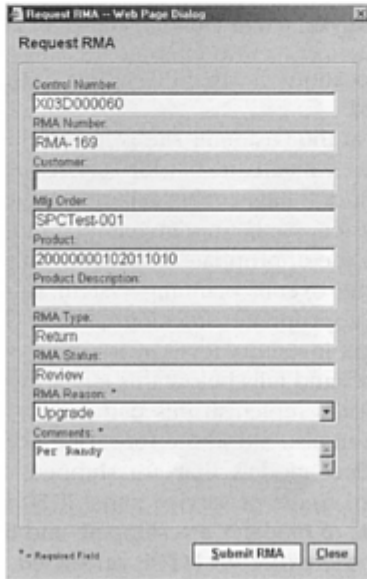 Request RMA -- Web Page Dialog
Request RMA
Control Number:
X03D000060
RMA Number:
RMA-169
Customer:
Mfg Order:
SPCTest-001
Product:
20000000102011010
Product Description:
RMA Type:
Return
RMA Status:
Review
RMA Reason: *
Upgrade
Comments: *
Per Randy
* = Required Field
Submit RMA
Close